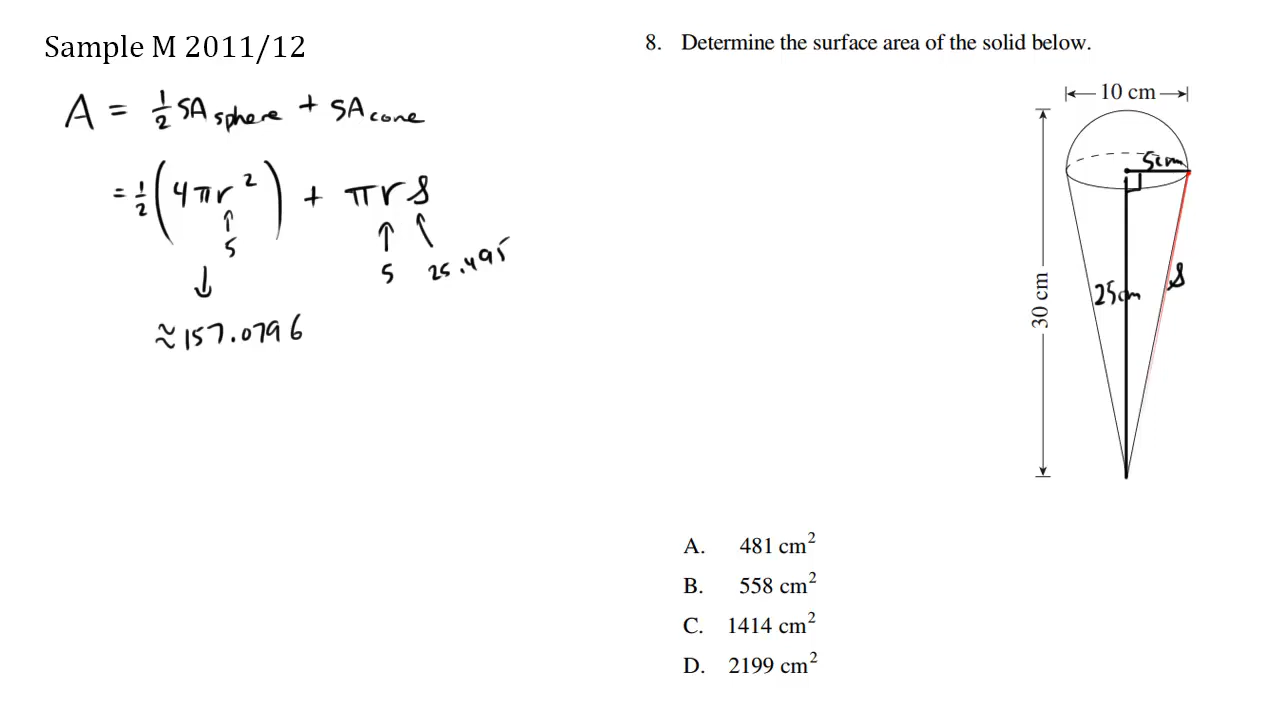 Sample M 2011/12
A = 1/2 SA sphere + SA cone
= 1/2 (4πr²) + πrs
5
5 25.495
≈157.0796
8. Determine the surface area of the solid below.
10 cm
5cm
30 cm
25cm
s
A. 481 cm²
B. 558 cm²
C. 1414 cm²
D. 2199 cm²